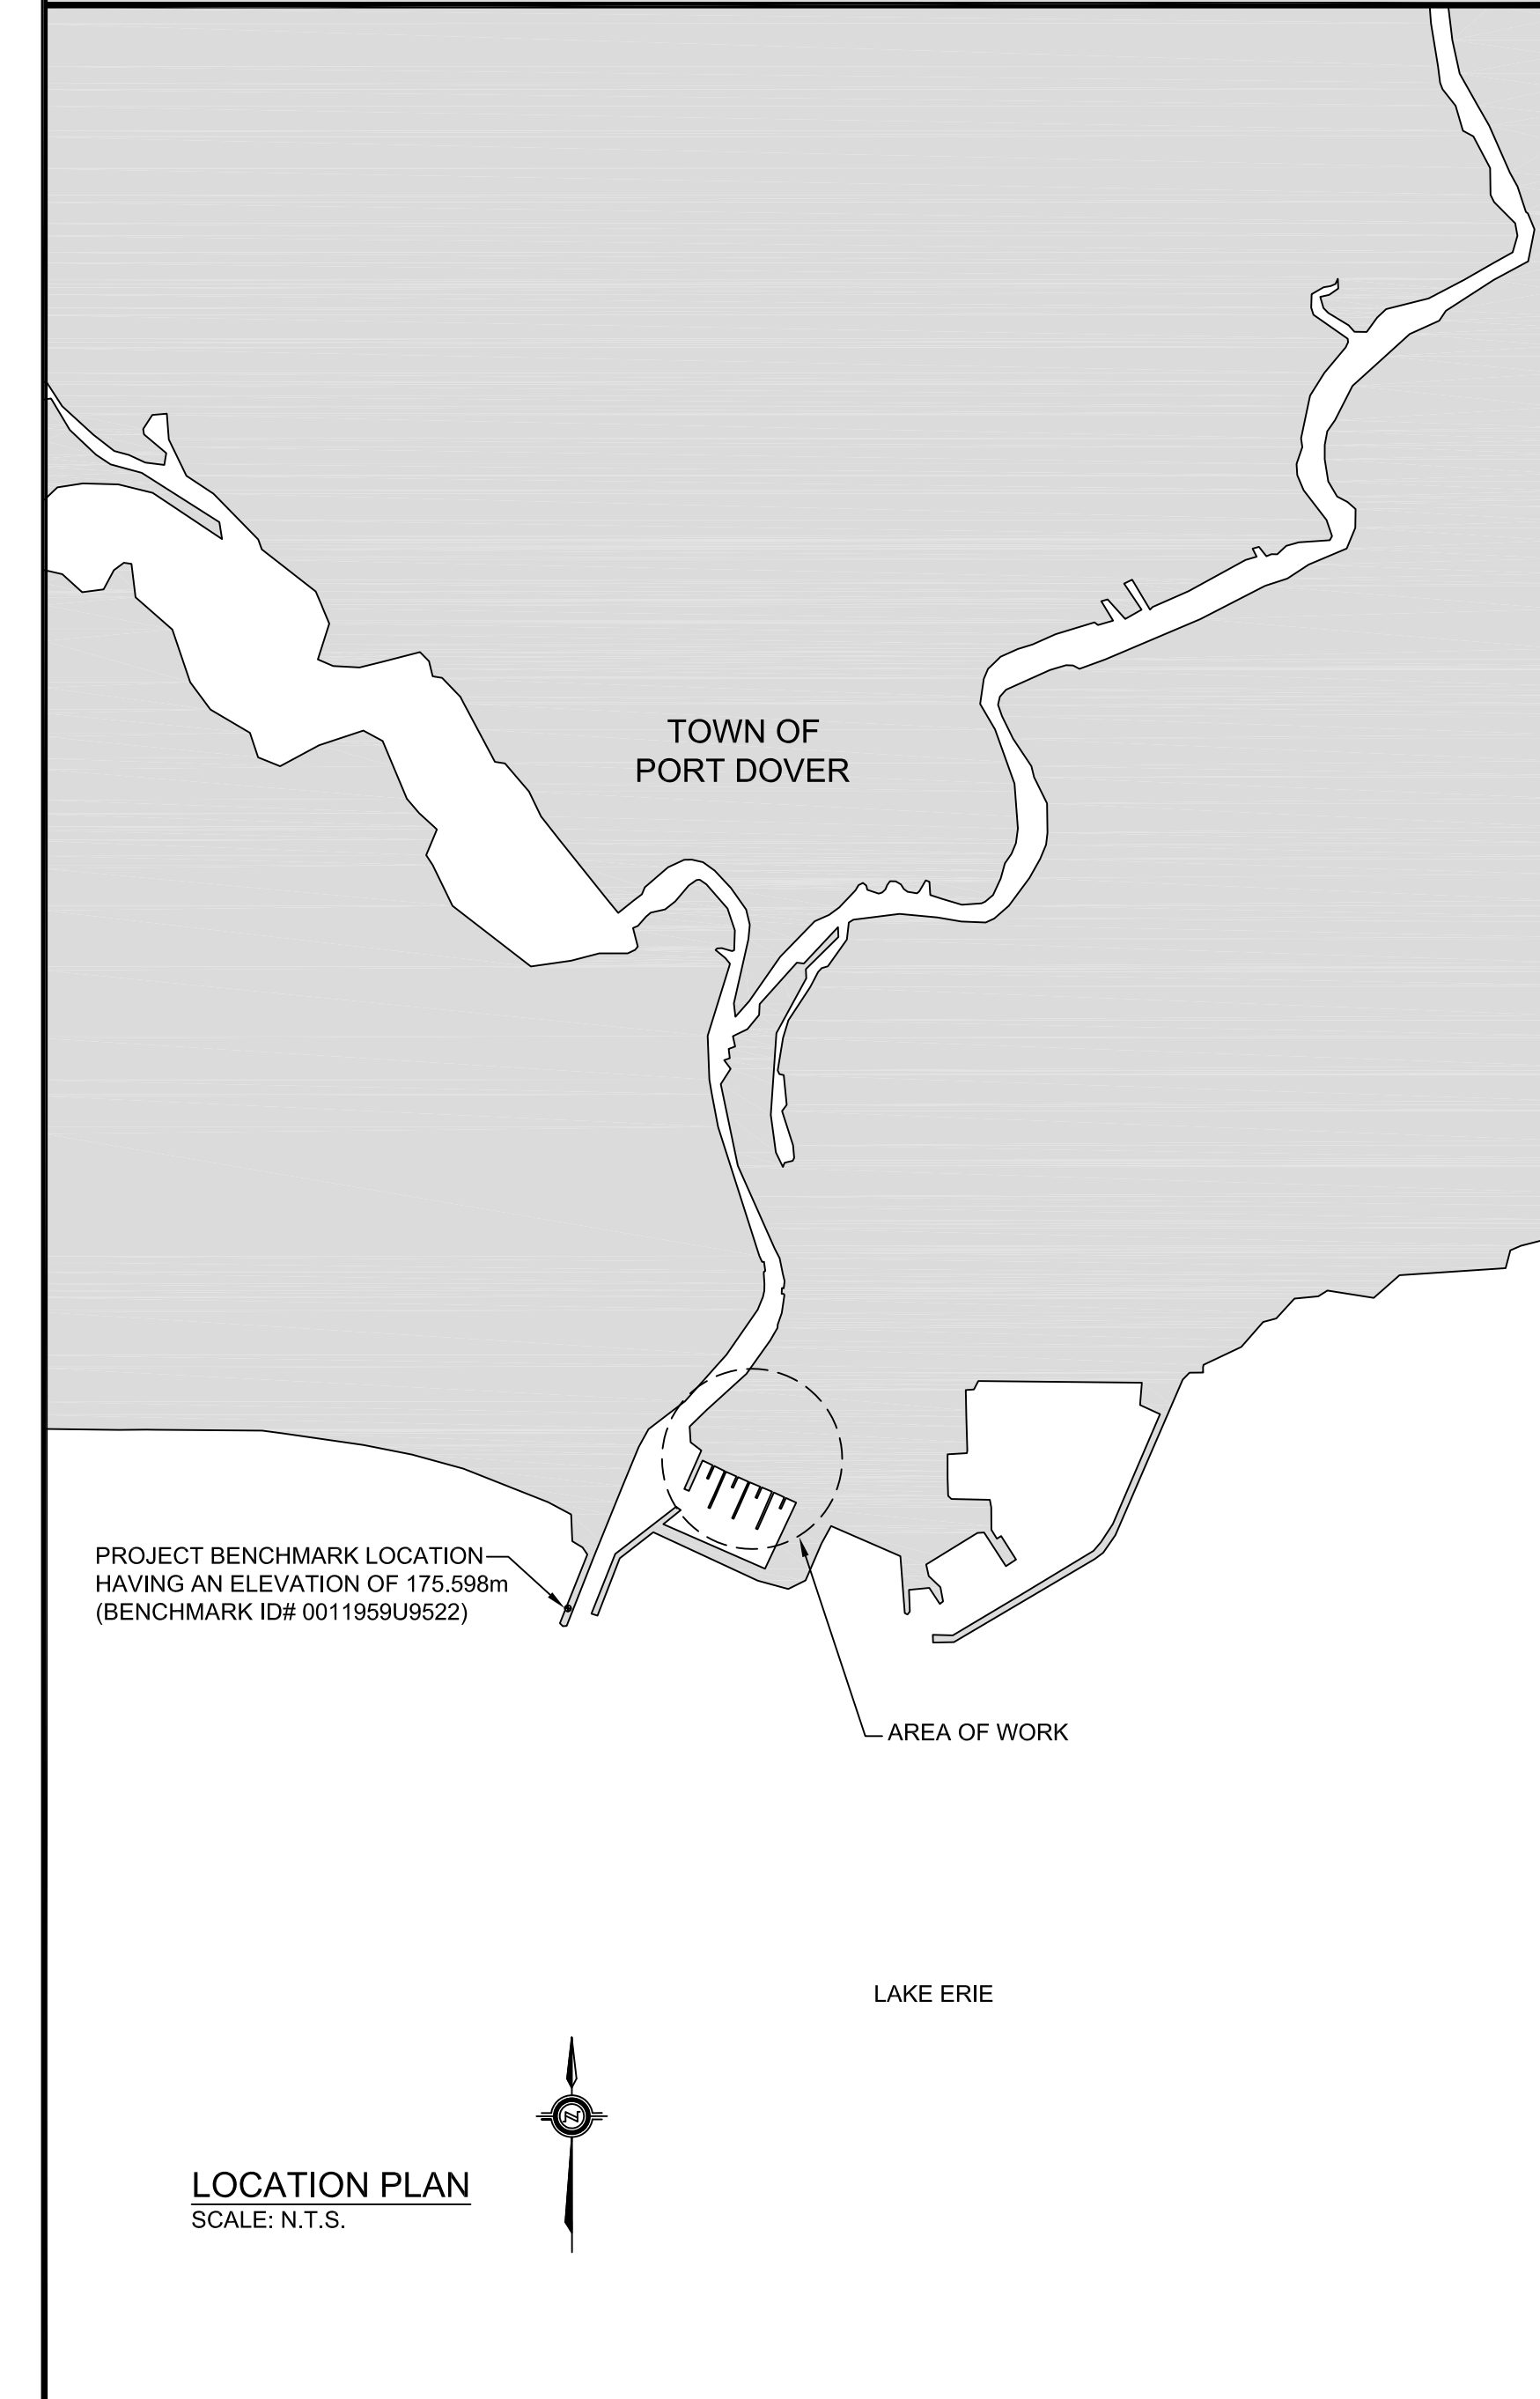 TOWN OF
PORT DOVER
PROJECT BENCHMARK LOCATION
HAVING AN ELEVATION OF 175.598m
(BENCHMARK ID# 0011959U9522)
AREA OF WORK
LAKE ERIE
N
LOCATION PLAN
SCALE: N.T.S.